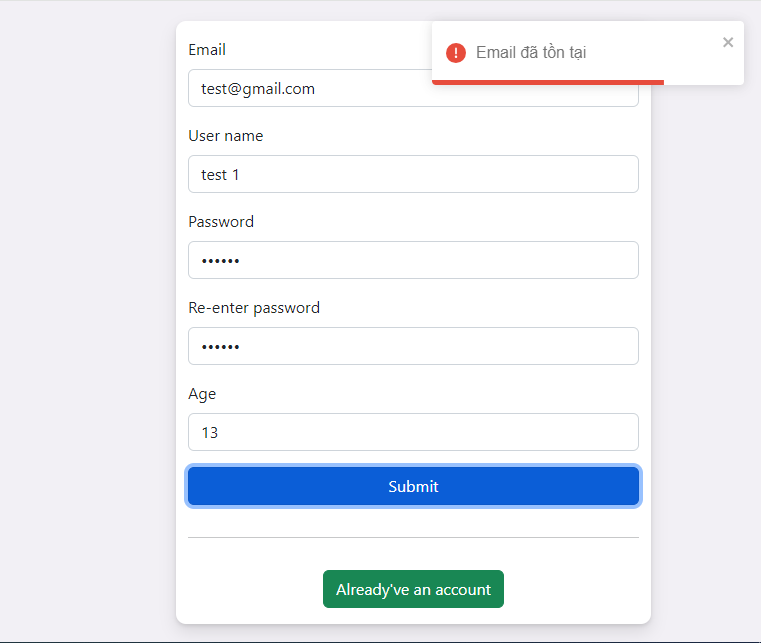 Email
Email đã tồn tại
test@gmail.com
User name
test 1
Password
••••••
Re-enter password
••••••
Age
13
Submit
Already've an account